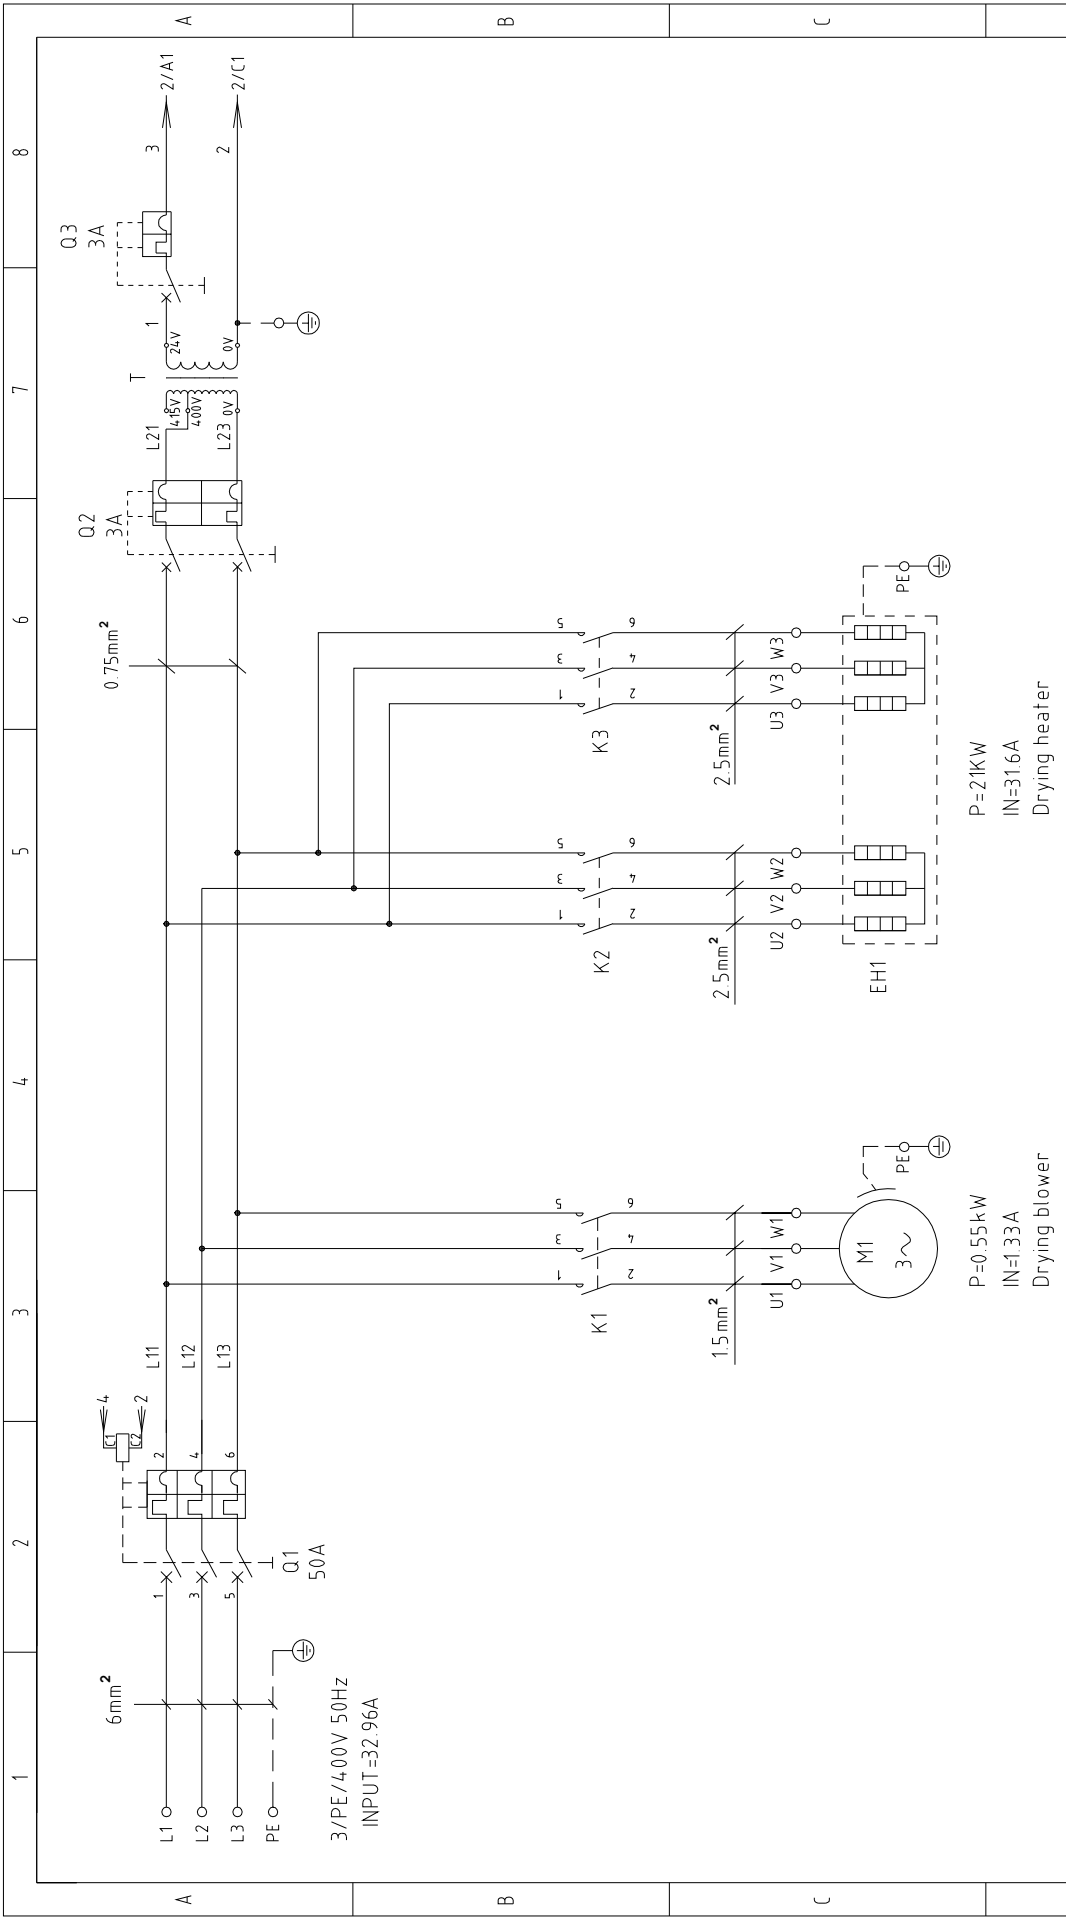 1
2
3
4
5
6
7
8
A
A
B
B
C
C
6mm²
L1
L2
L3
PE
3/PE/400V 50Hz
INPUT=32.96A
1
3
5
Q1
50A
2
4
6
C1
C2
4
2
L11
L12
L13
0.75mm²
Q2
3A
L21
L23
415V
400V
0V
T
24V
0V
1
Q3
3A
3
2
2/A1
2/C1
1
3
5
K1
2
4
6
1.5mm²
U1
V1
W1
M1
3~
PE
P=0.55kW
IN=1.33A
Drying blower
1
3
5
K2
2
4
6
2.5mm²
U2
V2
W2
EH1
1
3
5
K3
2
4
6
2.5mm²
U3
V3
W3
PE
P=21KW
IN=31.6A
Drying heater